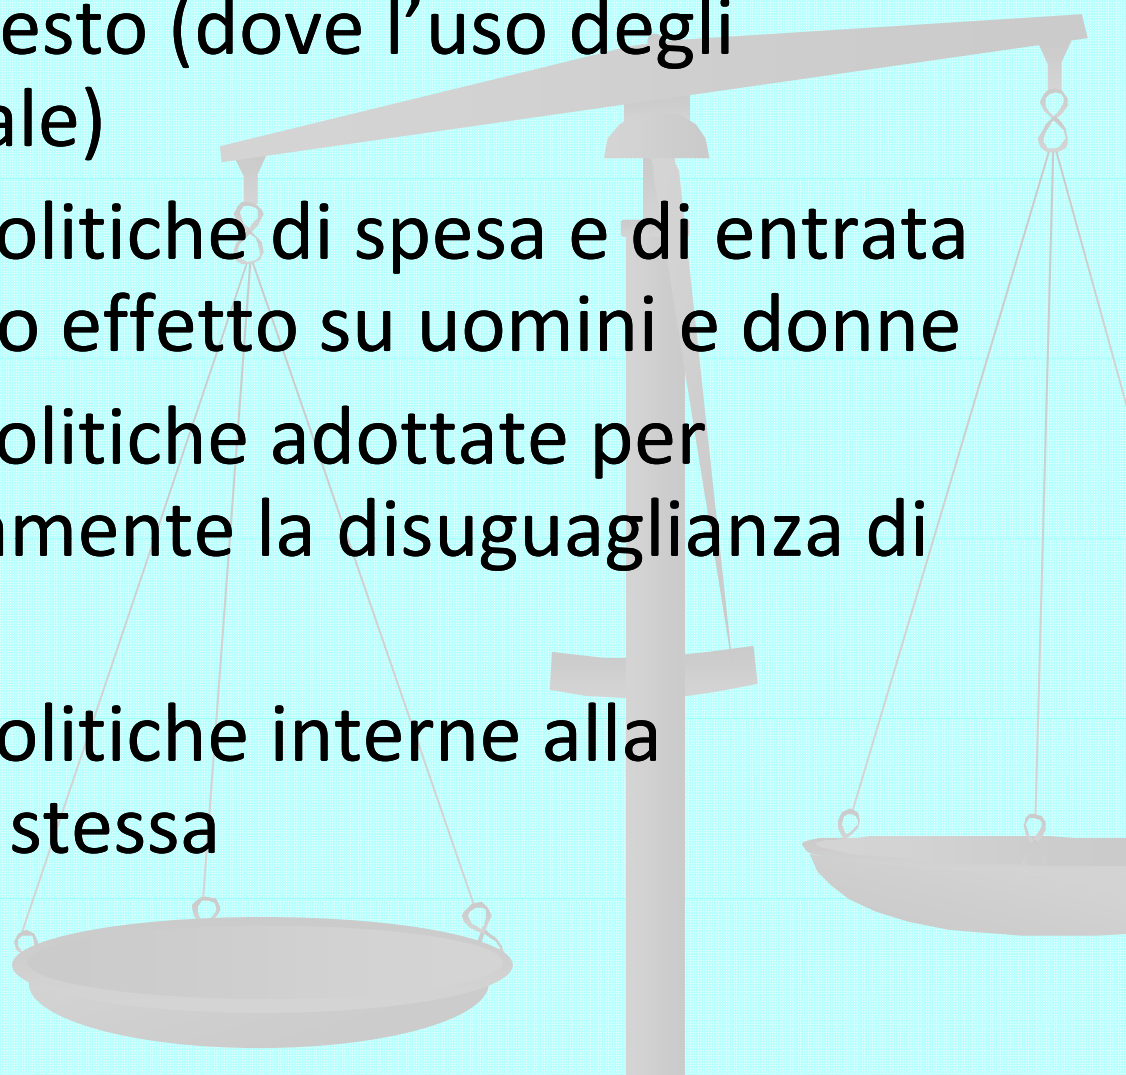 esto (dove l’uso degli
ale)
olitiche di spesa e di entrata
o effetto su uomini e donne
olitiche adottate per
amente la disuguaglianza di
olitiche interne alla
stessa